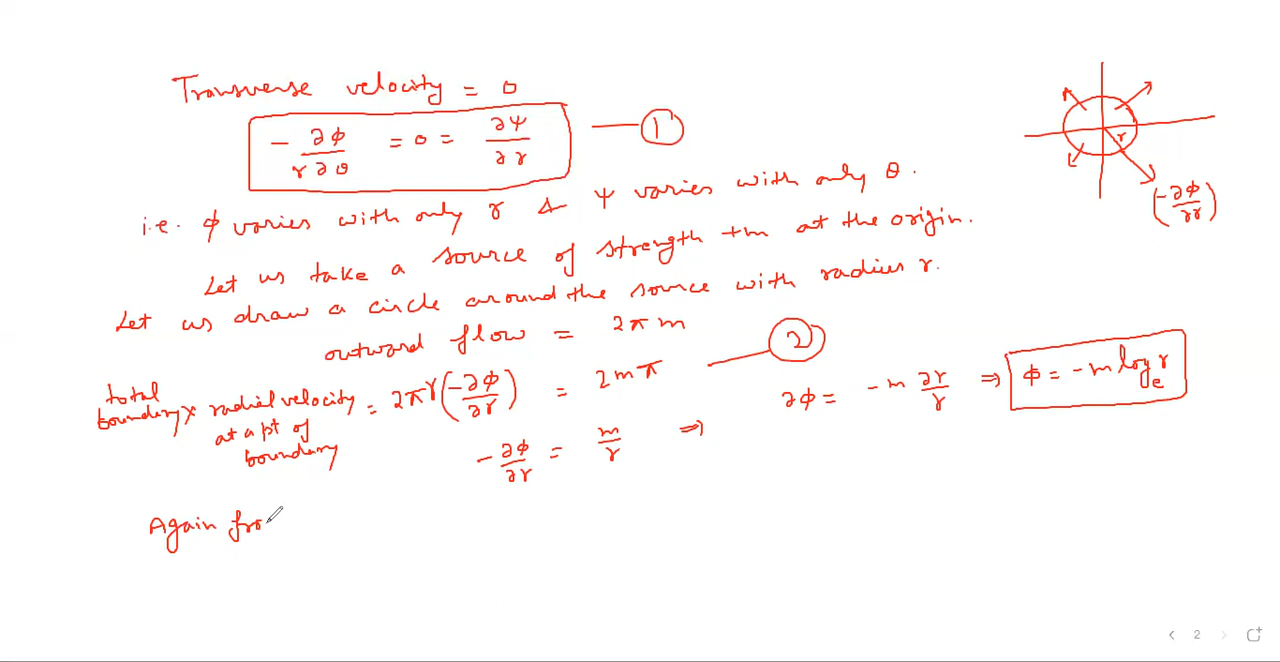 Transverse velocity = 0
- ∂φ/r∂θ = 0 = ∂ψ/∂r — ①
r
(-∂φ/∂r)
i.e. φ varies with only r & ψ varies with only θ.
Let us take a source of strength +m at the origin.
Let us draw a circle around the source with radius r.
outward flow = 2πm
total boundary × radial velocity at a pt of boundary = 2πr(-∂φ/∂r) = 2mπ — ②
-∂φ/∂r = m/r ⇒ ∂φ = -m ∂r/r ⇒ φ = -m log_e r
Again fro
2